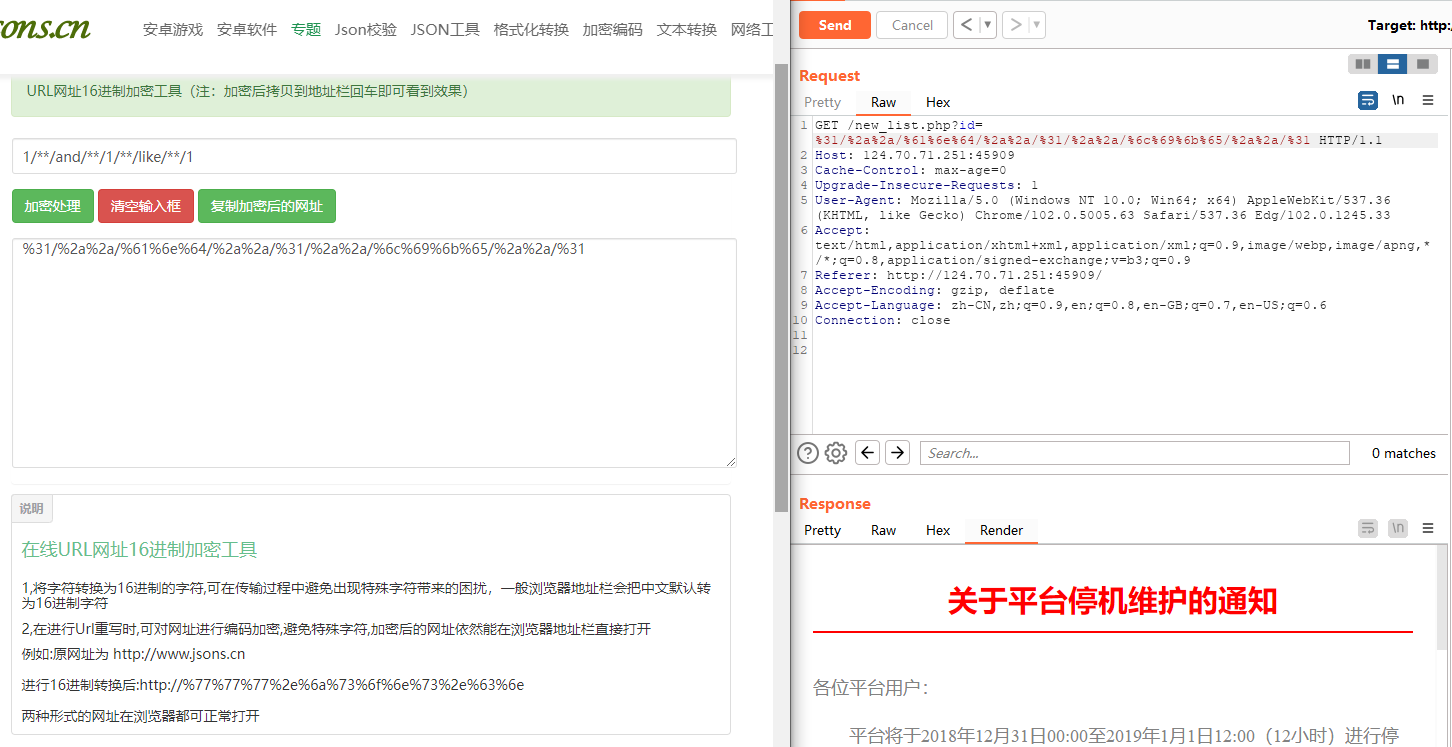 sons.cn
安卓游戏 安卓软件 专题 Json校验 JSON工具 格式化转换 加密编码 文本转换 网络工
URL网址16进制加密工具（注：加密后拷贝到地址栏回车即可看到效果）
1/**/and/**/1/**/like/**/1
加密处理 清空输入框 复制加密后的网址
%31/%2a%2a/%61%6e%64/%2a%2a/%31/%2a%2a/%6c%69%6b%65/%2a%2a/%31
说明
在线URL网址16进制加密工具
1,将字符转换为16进制的字符,可在传输过程中避免出现特殊字符带来的困扰，一般浏览器地址栏会把中文默认转
为16进制字符
2,在进行Url重写时,可对网址进行编码加密,避免特殊字符,加密后的网址依然能在浏览器地址栏直接打开
例如:原网址为 http://www.jsons.cn
进行16进制转换后:http://%77%77%77%2e%6a%73%6f%6e%73%2e%63%6e
两种形式的网址在浏览器都可正常打开
Send Cancel < ▼ > ▼ Target: http:
Request
Pretty Raw Hex \n
1 GET /new_list.php?id=
%31/%2a%2a/%61%6e%64/%2a%2a/%31/%2a%2a/%6c%69%6b%65/%2a%2a/%31 HTTP/1.1
2 Host: 124.70.71.251:45909
3 Cache-Control: max-age=0
4 Upgrade-Insecure-Requests: 1
5 User-Agent: Mozilla/5.0 (Windows NT 10.0; Win64; x64) AppleWebKit/537.36
(KHTML, like Gecko) Chrome/102.0.5005.63 Safari/537.36 Edg/102.0.1245.33
6 Accept:
text/html,application/xhtml+xml,application/xml;q=0.9,image/webp,image/apng,*
/*;q=0.8,application/signed-exchange;v=b3;q=0.9
7 Referer: http://124.70.71.251:45909/
8 Accept-Encoding: gzip, deflate
9 Accept-Language: zh-CN,zh;q=0.9,en;q=0.8,en-GB;q=0.7,en-US;q=0.6
10 Connection: close
11
12
? Search... 0 matches
Response
Pretty Raw Hex Render \n
关于平台停机维护的通知
各位平台用户：
平台将于2018年12月31日00:00至2019年1月1日12:00（12小时）进行停